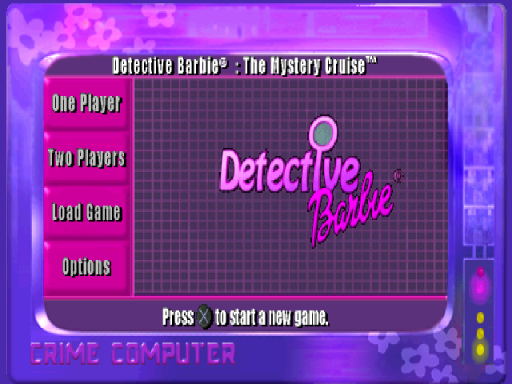 Detective Barbie® : The Mystery Cruise™
One Player
Two Players
Load Game
Options
Detective
Barbie
Press X to start a new game.
CRIME COMPUTER